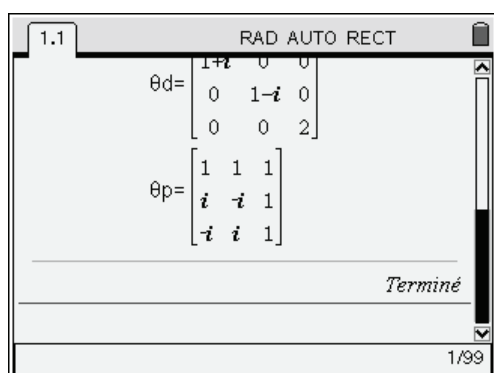 1.1 RAD AUTO RECT
θd= [1+i 0 0
0 1-i 0
0 0 2]
θp= [1 1 1
i -i 1
-i i 1]
Terminé
1/99